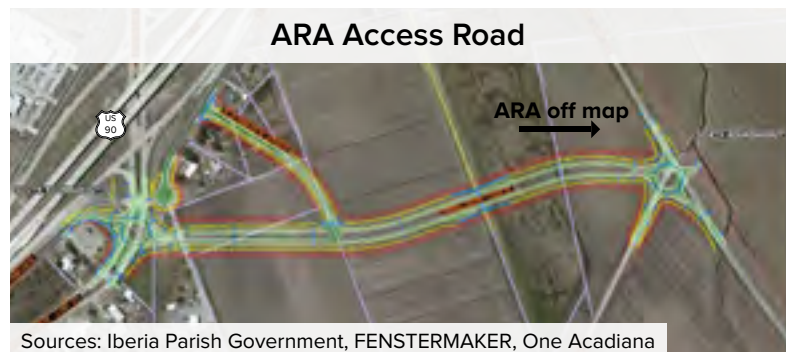 ARA Access Road
US
90
ARA off map
Sources: Iberia Parish Government, FENSTERMAKER, One Acadiana